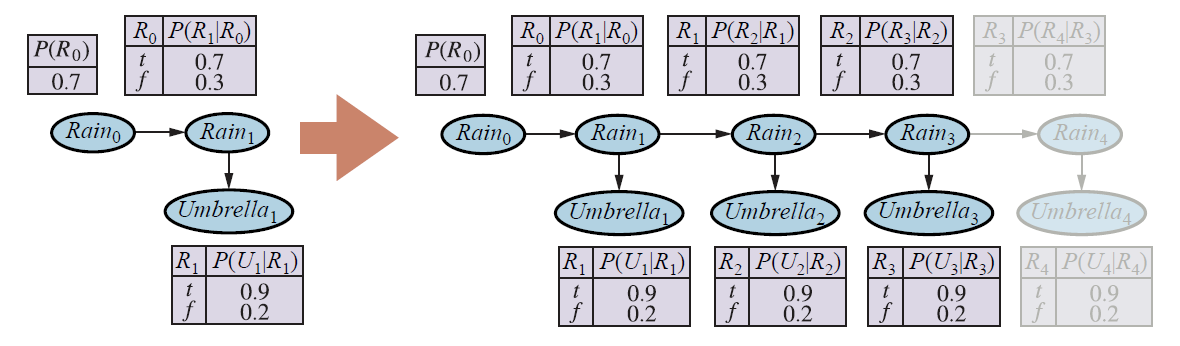 P(R0)
0.7
R0 P(R1|R0)
t 0.7
f 0.3
Rain0 Rain1
Umbrella1
R1 P(U1|R1)
t 0.9
f 0.2
P(R0)
0.7
R0 P(R1|R0)
t 0.7
f 0.3
R1 P(R2|R1)
t 0.7
f 0.3
R2 P(R3|R2)
t 0.7
f 0.3
R3 P(R4|R3)
t 0.7
f 0.3
Rain0 Rain1 Rain2 Rain3 Rain4
Umbrella1 Umbrella2 Umbrella3 Umbrella4
R1 P(U1|R1)
t 0.9
f 0.2
R2 P(U2|R2)
t 0.9
f 0.2
R3 P(U3|R3)
t 0.9
f 0.2
R4 P(U4|R4)
t 0.9
f 0.2